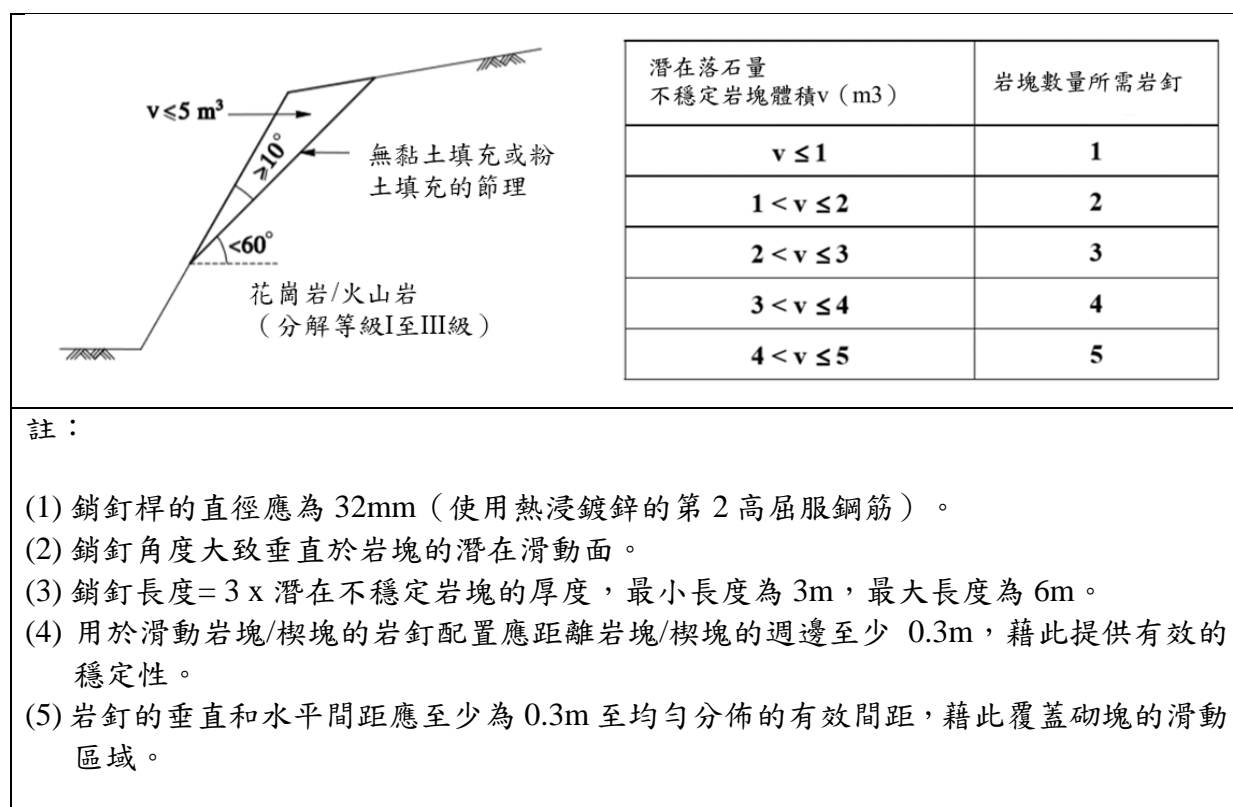 v≤5 m³
≥10°
無黏土填充或粉
土填充的節理
<60°
花崗岩/火山岩
（分解等級I至III級）
潛在落石量
不穩定岩塊體積v（m3）
岩塊數量所需岩釘
v ≤ 1
1
1 < v ≤ 2
2
2 < v ≤ 3
3
3 < v ≤ 4
4
4 < v ≤ 5
5
註：
(1) 銷釘桿的直徑應為 32mm（使用熱浸鍍鋅的第 2 高屈服鋼筋）。
(2) 銷釘角度大致垂直於岩塊的潛在滑動面。
(3) 銷釘長度= 3 x 潛在不穩定岩塊的厚度，最小長度為 3m，最大長度為 6m。
(4) 用於滑動岩塊/楔塊的岩釘配置應距離岩塊/楔塊的週邊至少 0.3m，藉此提供有效的
穩定性。
(5) 岩釘的垂直和水平間距應至少為 0.3m 至均勻分佈的有效間距，藉此覆蓋砌塊的滑動
區域。